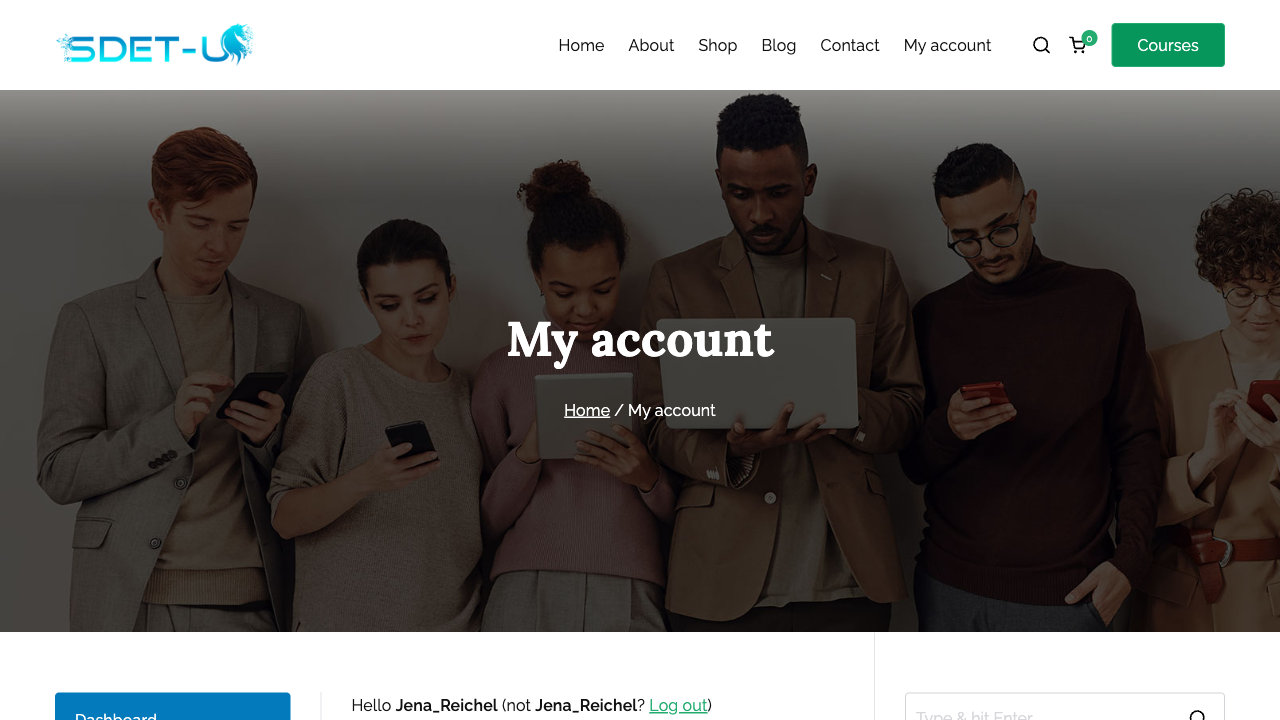 SDET-U
Home About Shop Blog Contact My account 0 Courses
My account
Home / My account
Dashboard
Hello Jena_Reichel (not Jena_Reichel? Log out)
Type & hit Enter